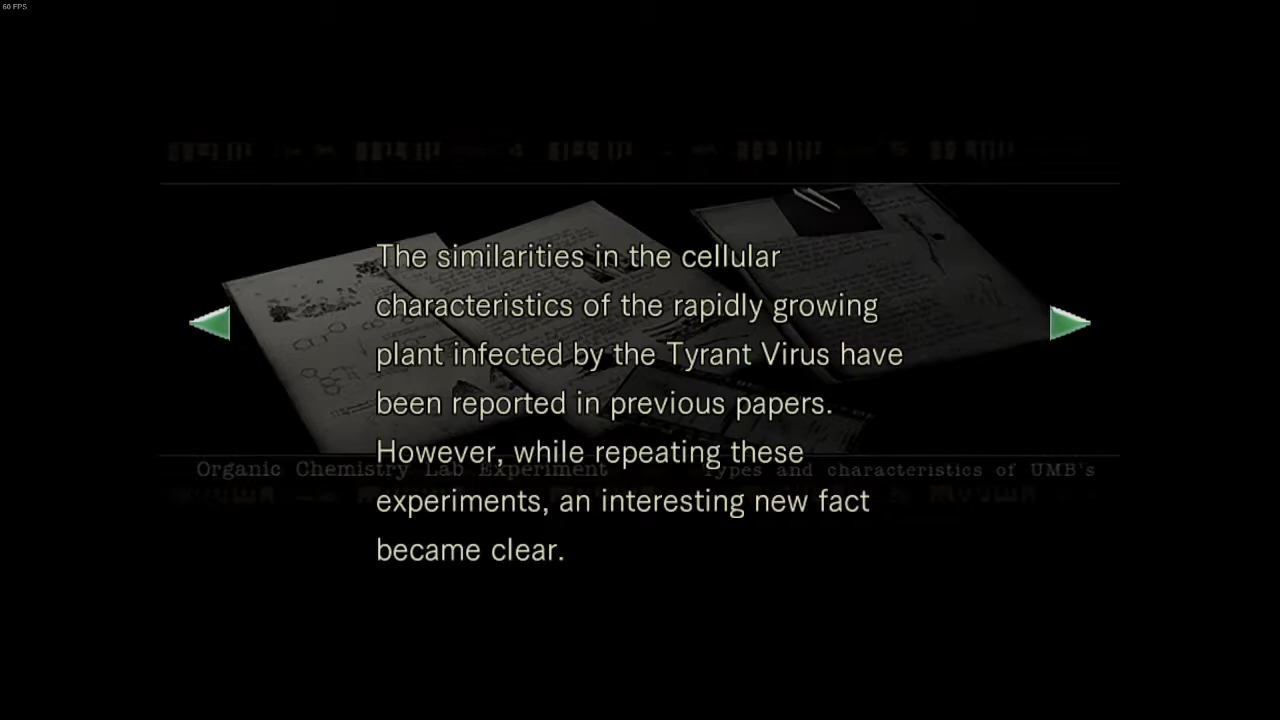 60 FPS
The similarities in the cellular
characteristics of the rapidly growing
plant infected by the Tyrant Virus have
been reported in previous papers.
However, while repeating these
Organic Chemistry Lab Experiment Types and characteristics of UMB's
experiments, an interesting new fact
became clear.